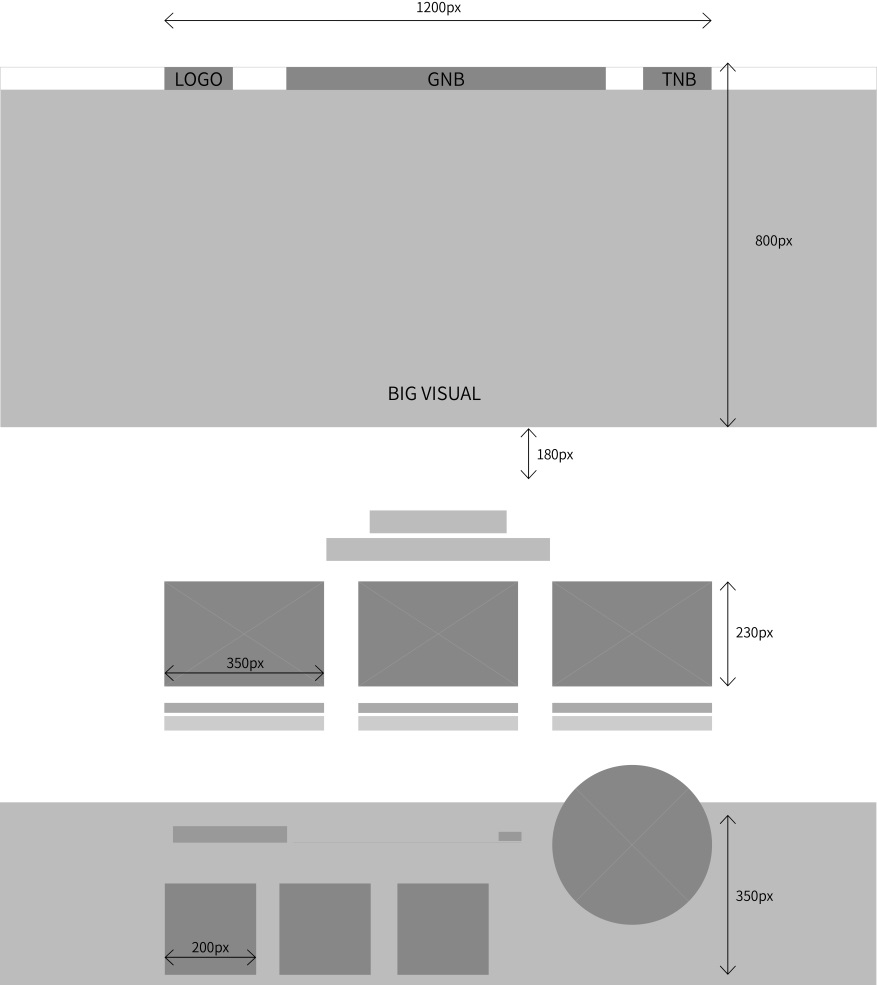 1200px
LOGO
GNB
TNB
800px
BIG VISUAL
180px
230px
350px
350px
200px